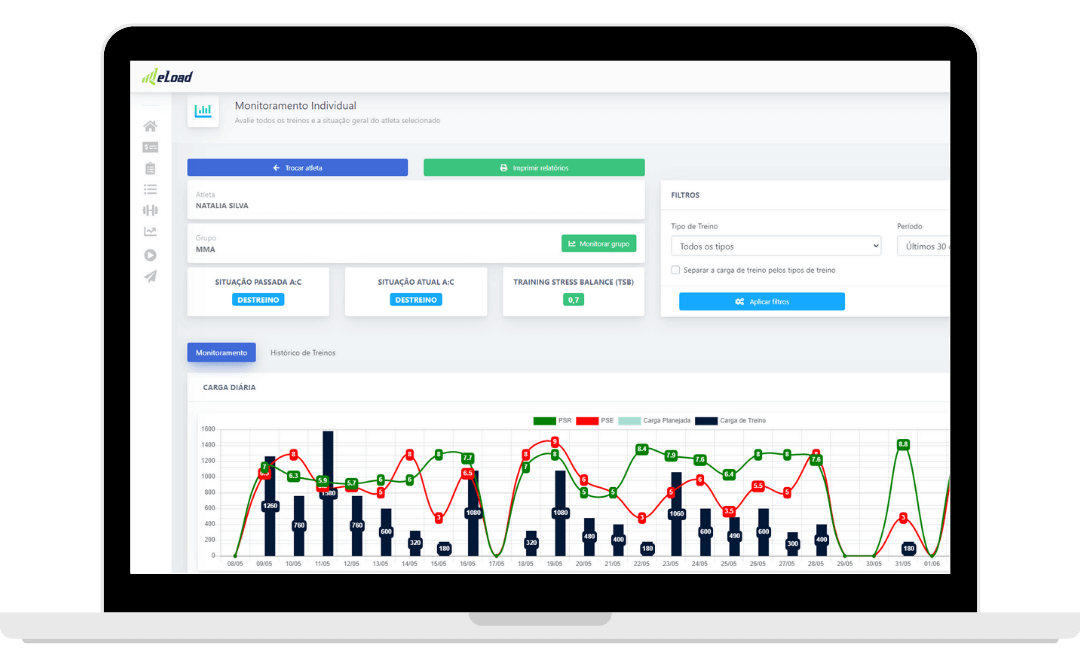 eLoad
Monitoramento Individual
Avalie todos os treinos e a situação geral do atleta selecionado
Trocar atleta
Imprimir relatórios
Atleta
NATALIA SILVA
Grupo
MMA
Monitorar grupo
SITUAÇÃO PASSADA A:C
DESTREINO
SITUAÇÃO ATUAL A:C
DESTREINO
TRAINING STRESS BALANCE (TSB)
0,7
FILTROS
Tipo de Treino
Período
Todos os tipos
Últimos 30
Separar a carga de treino pelos tipos de treino
Aplicar filtros
Monitoramento
Histórico de Treinos
CARGA DIÁRIA
PSR
PSE
Carga Planejada
Carga de Treino
1600
1400
1200
1000
800
600
400
200
0
7 6.3 5.9 5.7 6 6 8 7.7 7 8 5 5 8.4 7.9 7.6 6.4 8 8 7.6 8.8
5 8 3 6.5 8 9 6 3 5 6 3.5 5.5 5 3
1260 760 1580 760 600 320 180 1080 320 1080 480 400 180 1060 600 490 600 300 400 180
08/05 09/05 10/05 11/05 12/05 13/05 14/05 15/05 16/05 17/05 18/05 19/05 20/05 21/05 22/05 23/05 24/05 25/05 26/05 27/05 28/05 29/05 30/05 31/05 01/06